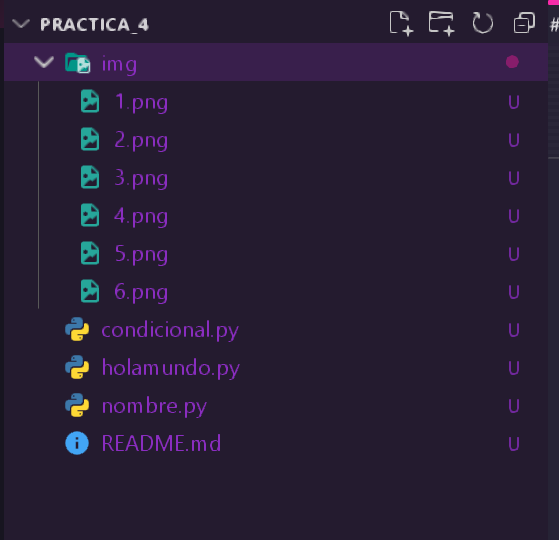 PRACTICA_4
#
img
1.png U
2.png U
3.png U
4.png U
5.png U
6.png U
condicional.py U
holamundo.py U
nombre.py U
README.md U